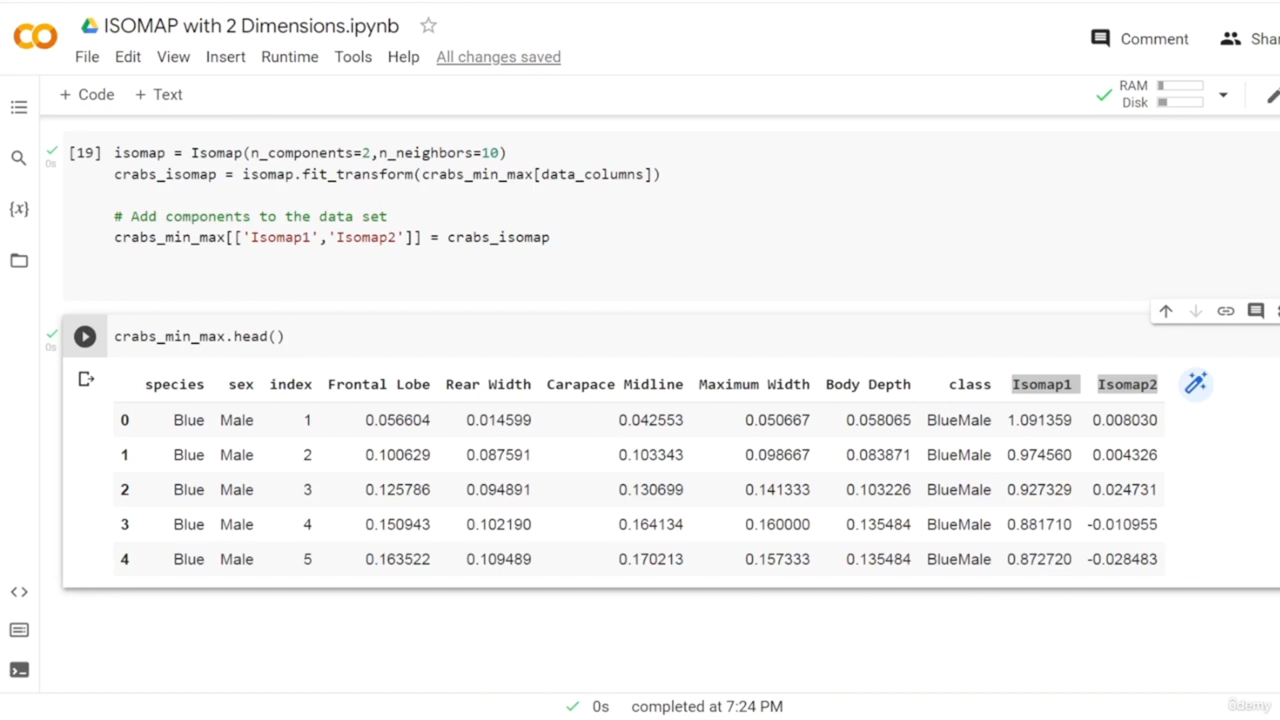 ISOMAP with 2 Dimensions.ipynb
File Edit View Insert Runtime Tools Help All changes saved
Comment
+ Code + Text
RAM
Disk
[19] isomap = Isomap(n_components=2,n_neighbors=10)
0s
crabs_isomap = isomap.fit_transform(crabs_min_max[data_columns])
# Add components to the data set
{x}
crabs_min_max[['Isomap1','Isomap2']] = crabs_isomap
crabs_min_max.head()
0s
species sex index Frontal Lobe Rear Width Carapace Midline Maximum Width Body Depth class Isomap1 Isomap2
0 Blue Male 1 0.056604 0.014599 0.042553 0.050667 0.058065 BlueMale 1.091359 0.008030
1 Blue Male 2 0.100629 0.087591 0.103343 0.098667 0.083871 BlueMale 0.974560 0.004326
2 Blue Male 3 0.125786 0.094891 0.130699 0.141333 0.103226 BlueMale 0.927329 0.024731
3 Blue Male 4 0.150943 0.102190 0.164134 0.160000 0.135484 BlueMale 0.881710 -0.010955
4 Blue Male 5 0.163522 0.109489 0.170213 0.157333 0.135484 BlueMale 0.872720 -0.028483
0s completed at 7:24 PM
ûdemy